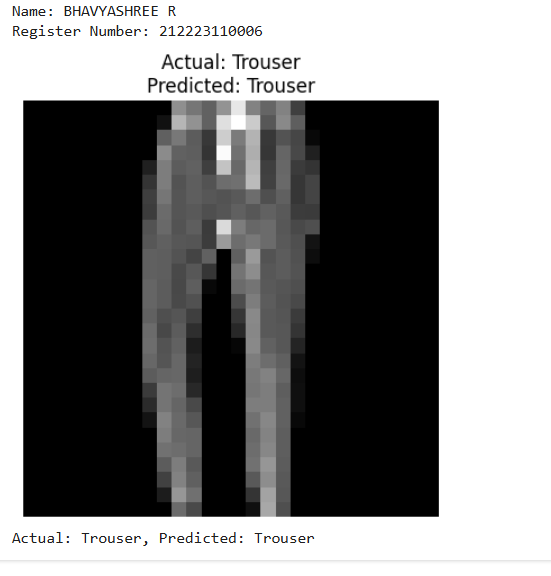 Name: BHAVYASHREE R
Register Number: 212223110006
Actual: Trouser
Predicted: Trouser
Actual: Trouser, Predicted: Trouser